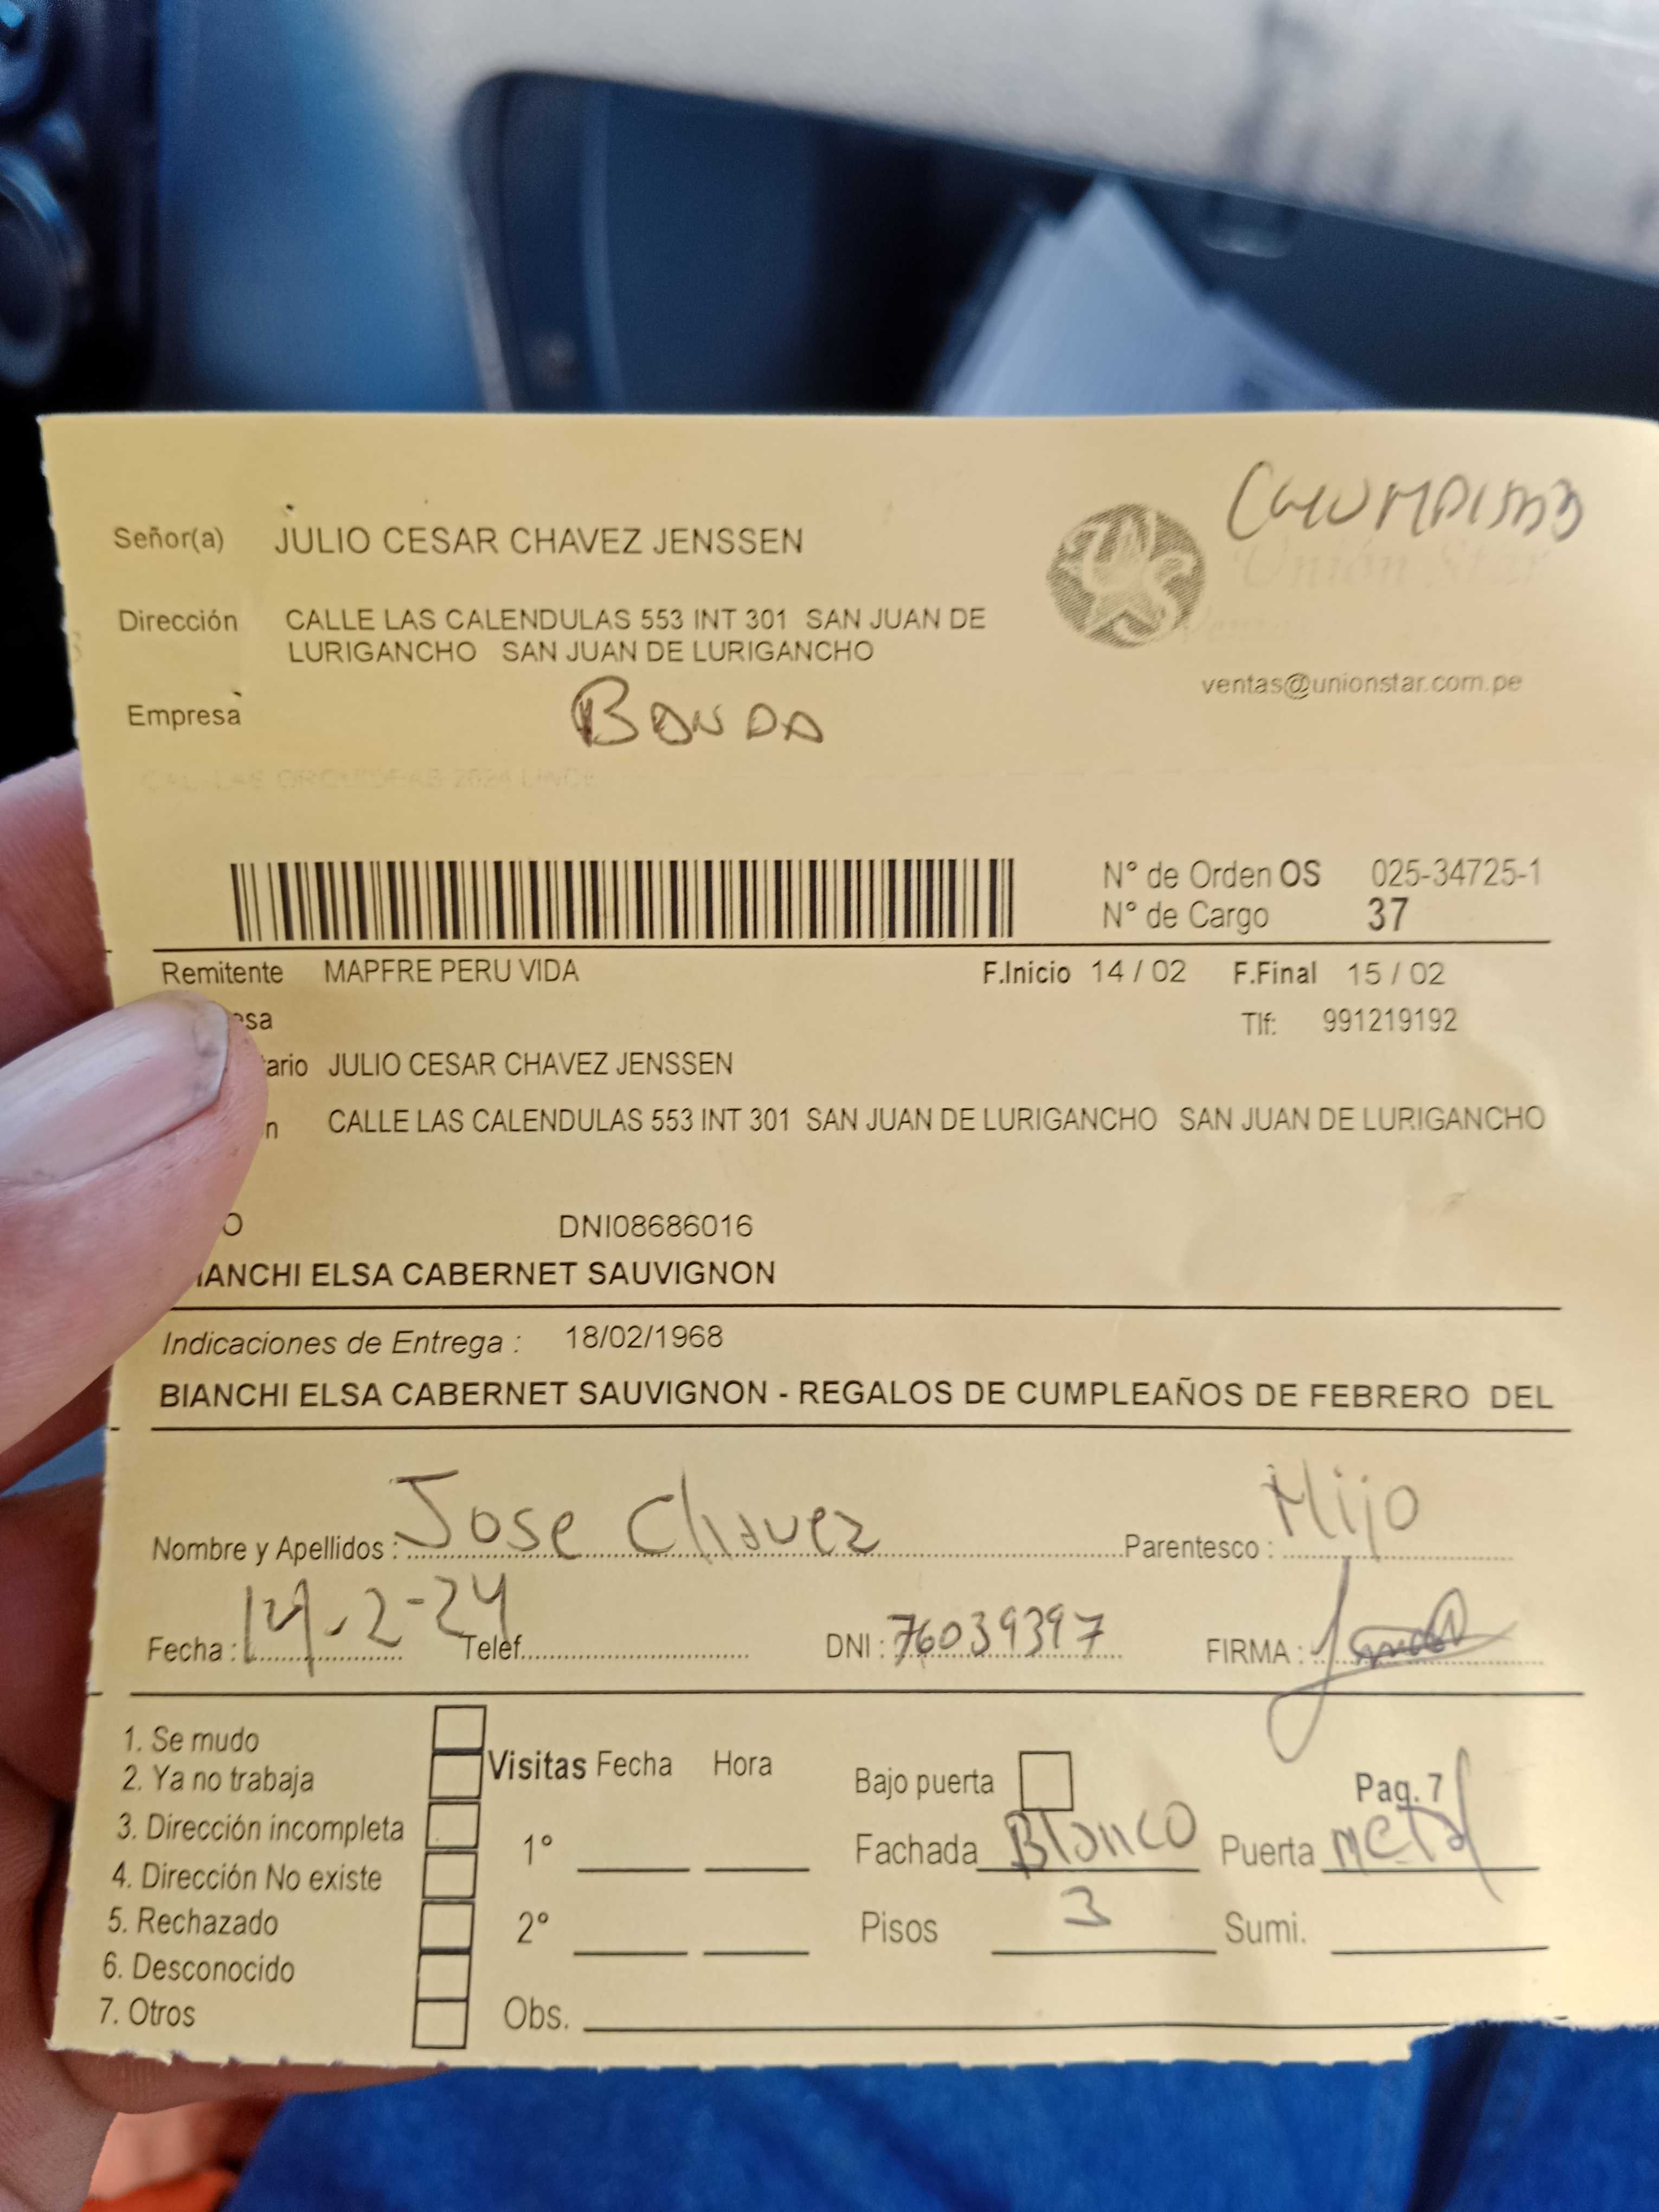 Señor(a) JULIO CESAR CHAVEZ JENSSEN
Unión Star
Dirección CALLE LAS CALENDULAS 553 INT 301 SAN JUAN DE
LURIGANCHO SAN JUAN DE LURIGANCHO
ventas@unionstar.com.pe
Empresa BANDA
N° de Orden OS 025-34725-1
N° de Cargo 37
Remitente MAPFRE PERU VIDA F.Inicio 14 / 02 F.Final 15 / 02
Tlf: 991219192
JULIO CESAR CHAVEZ JENSSEN
CALLE LAS CALENDULAS 553 INT 301 SAN JUAN DE LURIGANCHO SAN JUAN DE LURIGANCHO
DNI08686016
IANCHI ELSA CABERNET SAUVIGNON
Indicaciones de Entrega : 18/02/1968
BIANCHI ELSA CABERNET SAUVIGNON - REGALOS DE CUMPLEAÑOS DE FEBRERO DEL
Nombre y Apellidos : Jose Chavez Parentesco : Hijo
Fecha : 14-2-24 Telef. DNI : 76039397 FIRMA :
1. Se mudo
2. Ya no trabaja
3. Dirección incompleta
4. Dirección No existe
5. Rechazado
6. Desconocido
7. Otros
Visitas Fecha Hora
1°
2°
Obs.
Bajo puerta Pag. 7
Fachada Blanco Puerta metal
Pisos 3 Sumi.